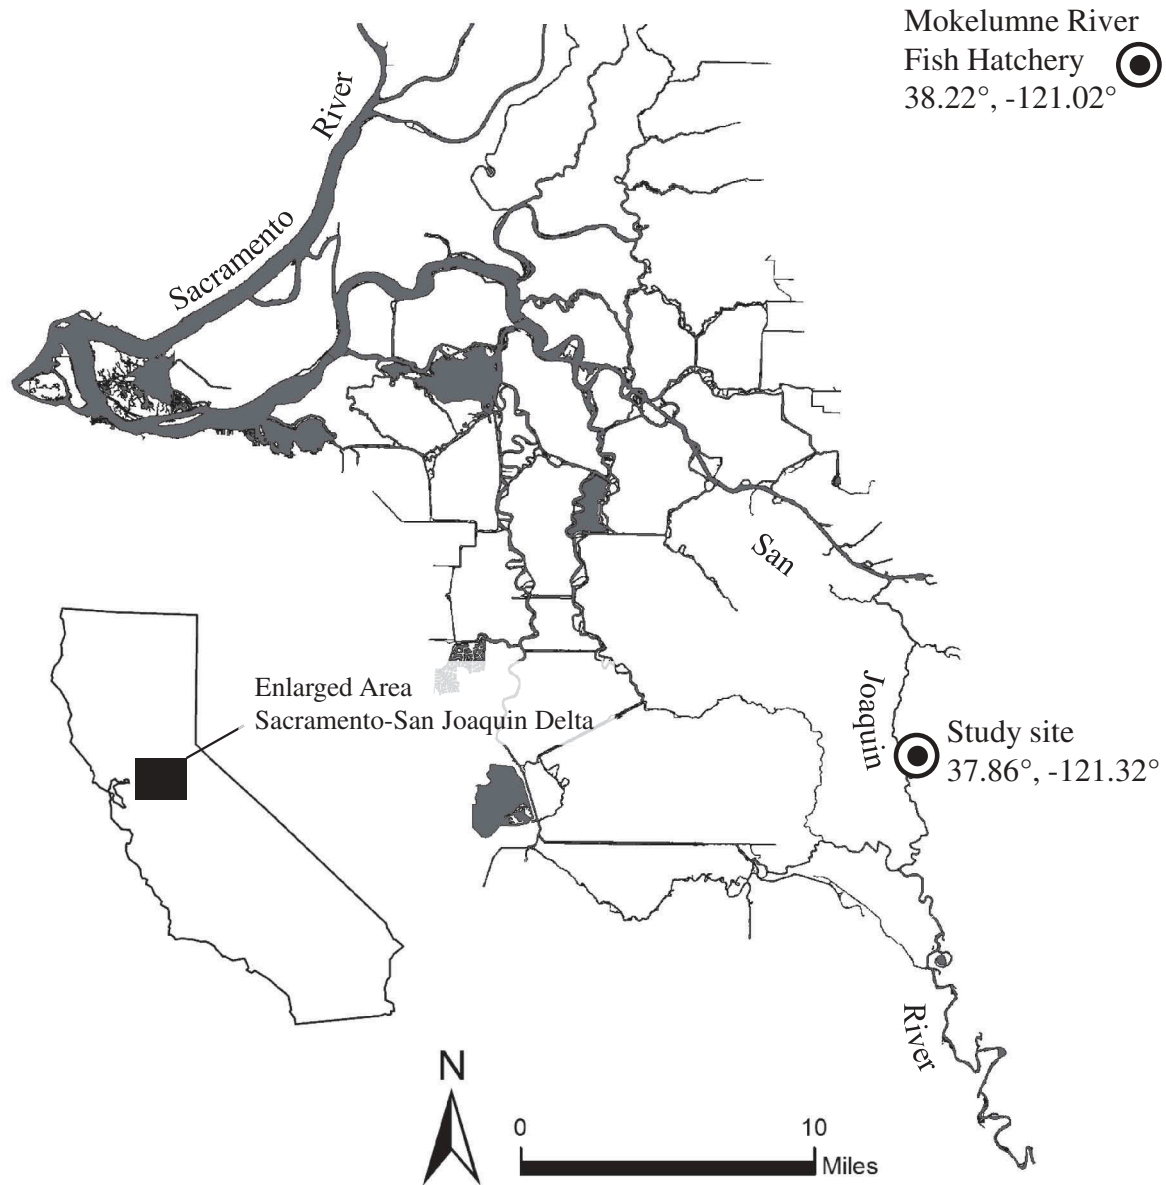 Mokelumne River
Fish Hatchery
38.22°, -121.02°
River
Sacramento
San
Joaquin
Enlarged Area
Sacramento-San Joaquin Delta
Study site
37.86°, -121.32°
River
N
0 10
Miles